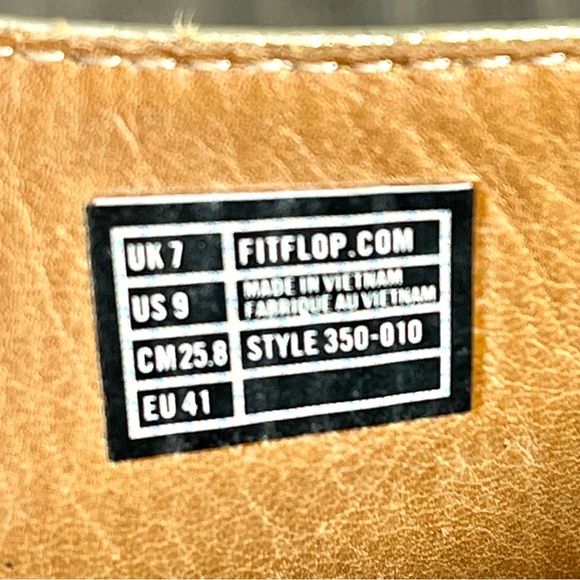 UK 7
FITFLOP.COM
US 9
MADE IN VIETNAM
FABRIQUE AU VIETNAM
CM 25.8
STYLE 350-010
EU 41